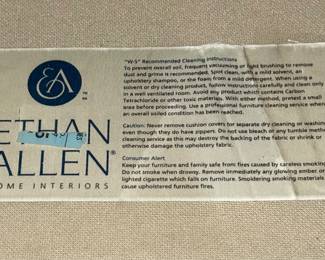 EA
ETHAN
ALLEN®
HOME INTERIORS
"W-S" Recommended Cleaning Instructions
To prevent overall soil, frequent vacuuming or light brushing to remove
dust and grime is recommended. Spot clean, with a mild solvent, an
upholstery shampoo, or the foam from a mild detergent. When using a
solvent or dry cleaning product, follow instructions carefully and clean only
in a well ventilated room. Avoid any product which contains Carbon
Tetrachloride or other toxic materials. With either method, pretest a small
area before proceeding. Use a professional furniture cleaning service when
an overall soiled condition has been reached.
Caution: Never remove cushion covers for separate dry cleaning or washing
even though they do have zippers. Do not use bleach or any tumble
cleaning service as this may destroy the backing of the fabric or shrink or
otherwise damage the upholstery fabric.
Consumer Alert
Keep your furniture and family safe from fires caused by careless smoking.
Do not smoke when drowsy. Remove immediately any glowing ember or
lighted cigarette which falls on furniture. Smoldering smoking materials
cause upholstered furniture fires.